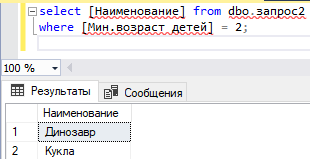 select [Наименование] from dbo.запрос2
where [Мин.возраст детей] = 2;
100 %
Результаты Сообщения
Наименование
1 Динозавр
2 Кукла